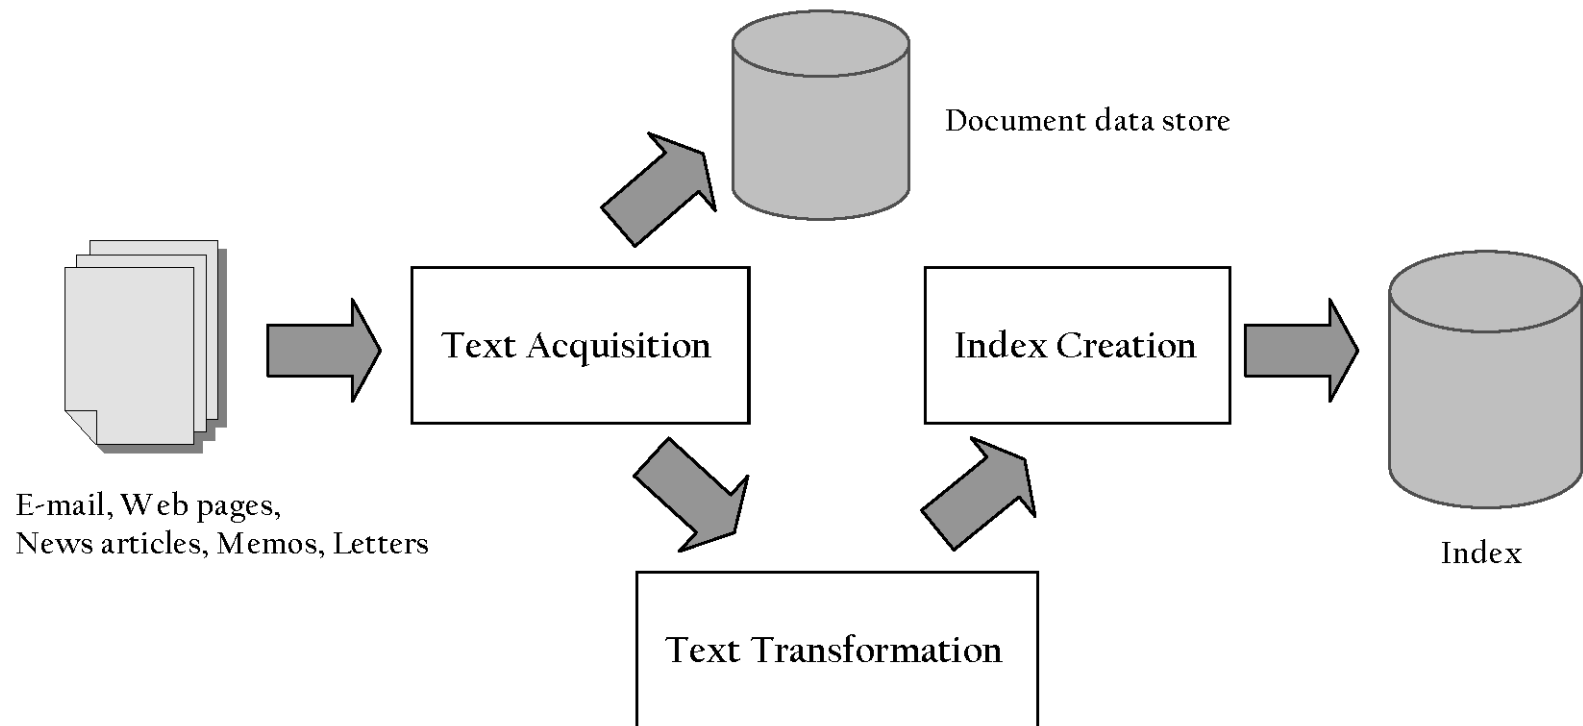 Document data store
Text Acquisition
Index Creation
E-mail, Web pages,
News articles, Memos, Letters
Index
Text Transformation